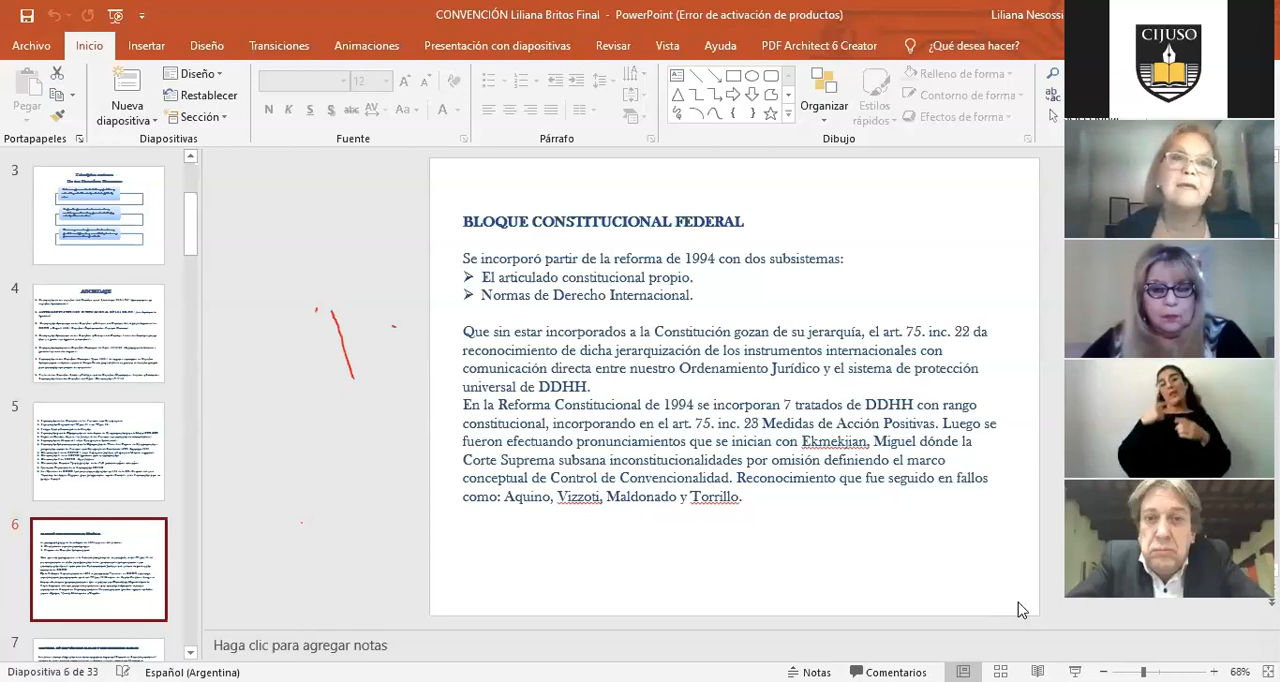 CONVENCIÓN Liliana Britos Final - PowerPoint (Error de activación de productos)
Liliana Nesossi
Archivo Inicio Insertar Diseño Transiciones Animaciones Presentación con diapositivas Revisar Vista Ayuda PDF Architect 6 Creator ¿Qué desea hacer?
Pegar
Nueva diapositiva
Diseño
Restablecer
Sección
12
N K S S abc AV Aa A
Organizar
Estilos rápidos
Relleno de forma
Contorno de forma
Efectos de forma
Portapapeles Diapositivas Fuente Párrafo Dibujo
CIJUSO
3
4
5
6
7
BLOQUE CONSTITUCIONAL FEDERAL
Se incorporó partir de la reforma de 1994 con dos subsistemas:
El articulado constitucional propio.
Normas de Derecho Internacional.
Que sin estar incorporados a la Constitución gozan de su jerarquía, el art. 75. inc. 22 da
reconocimiento de dicha jerarquización de los instrumentos internacionales con
comunicación directa entre nuestro Ordenamiento Jurídico y el sistema de protección
universal de DDHH.
En la Reforma Constitucional de 1994 se incorporan 7 tratados de DDHH con rango
constitucional, incorporando en el art. 75. inc. 23 Medidas de Acción Positivas. Luego se
fueron efectuando pronunciamientos que se inician con Ekmekjian, Miguel dónde la
Corte Suprema subsana inconstitucionalidades por omisión definiendo el marco
conceptual de Control de Convencionalidad. Reconocimiento que fue seguido en fallos
como: Aquino, Vizzoti, Maldonado y Torrillo.
Haga clic para agregar notas
Diapositiva 6 de 33 Español (Argentina) Notas Comentarios 68%